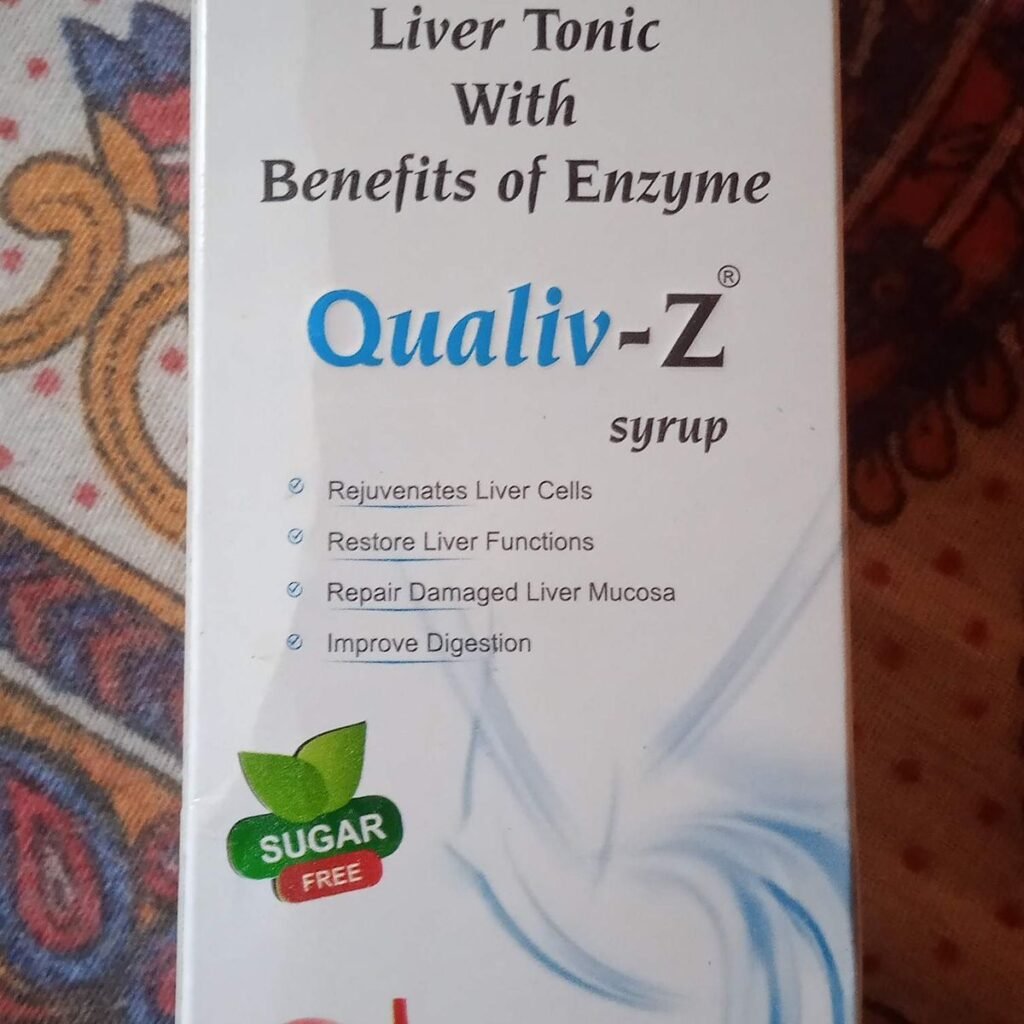 Liver Tonic
With
Benefits of Enzyme
Qualiv-Z®
syrup
Rejuvenates Liver Cells
Restore Liver Functions
Repair Damaged Liver Mucosa
Improve Digestion
SUGAR
FREE